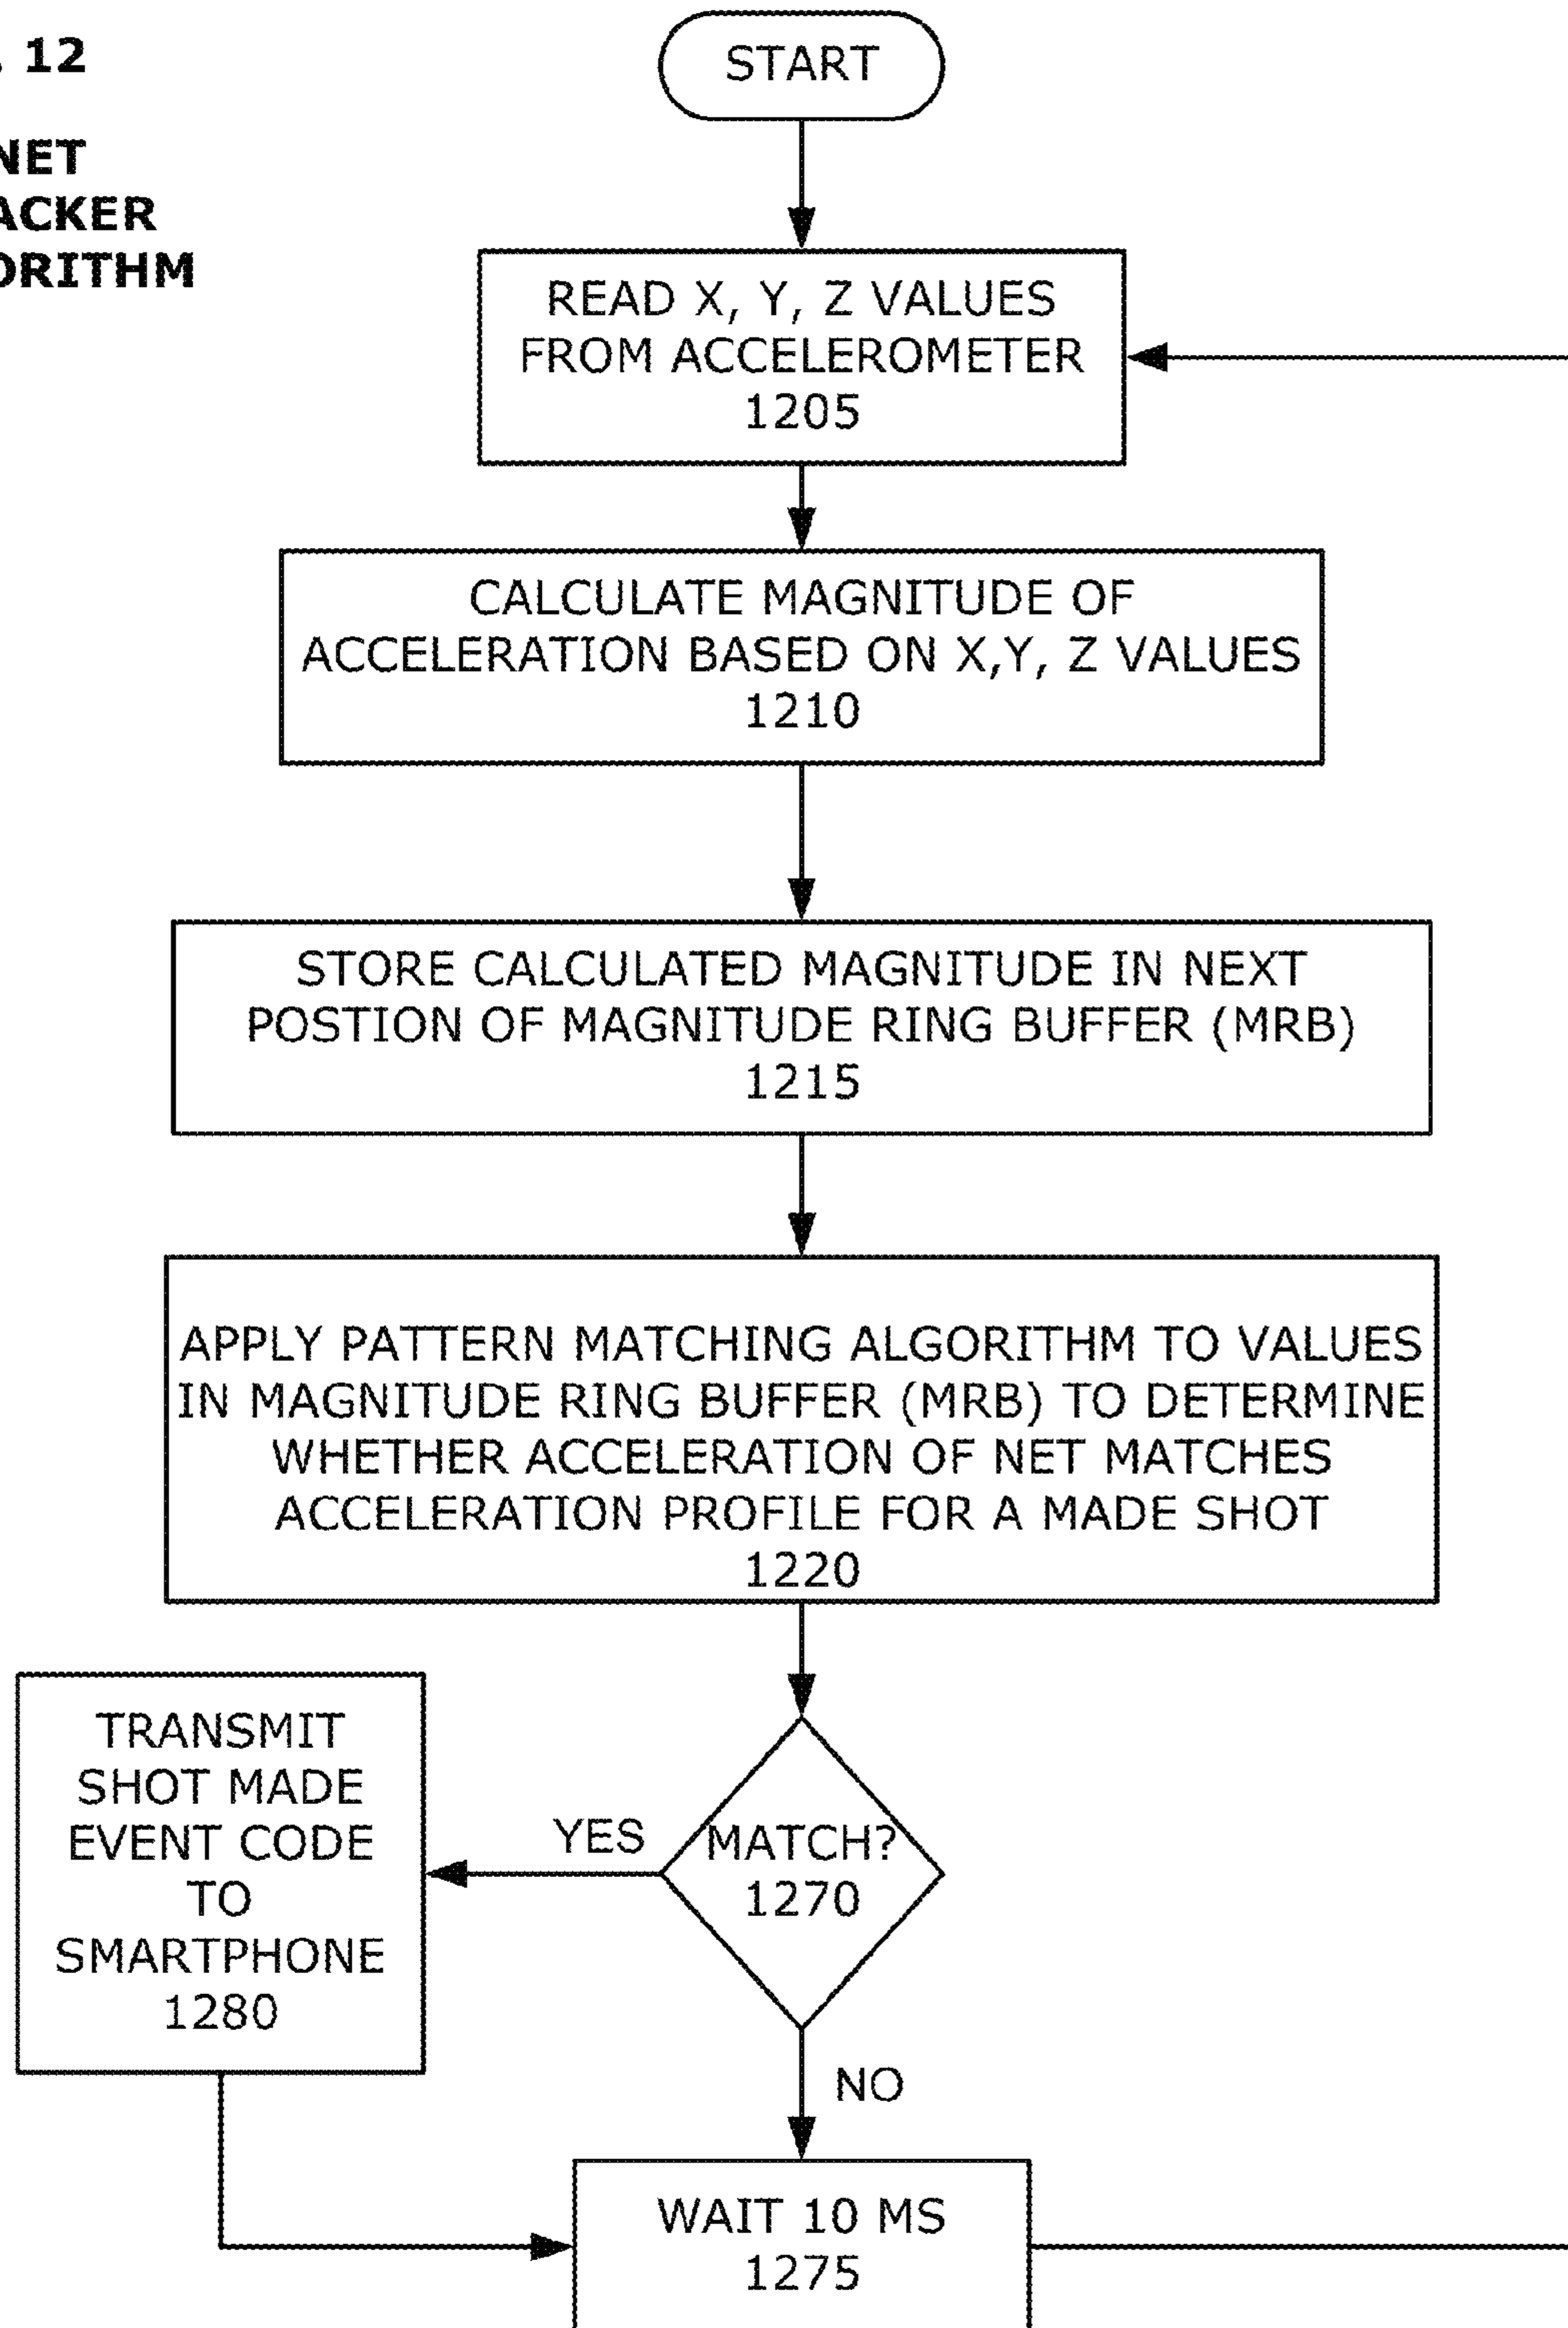 . 12
NET
ACKER
ORITHM
START
READ X, Y, Z VALUES
FROM ACCELEROMETER
1205
CALCULATE MAGNITUDE OF
ACCELERATION BASED ON X,Y, Z VALUES
1210
STORE CALCULATED MAGNITUDE IN NEXT
POSTION OF MAGNITUDE RING BUFFER (MRB)
1215
APPLY PATTERN MATCHING ALGORITHM TO VALUES
IN MAGNITUDE RING BUFFER (MRB) TO DETERMINE
WHETHER ACCELERATION OF NET MATCHES
ACCELERATION PROFILE FOR A MADE SHOT
1220
MATCH?
1270
YES
TRANSMIT
SHOT MADE
EVENT CODE
TO
SMARTPHONE
1280
NO
WAIT 10 MS
1275